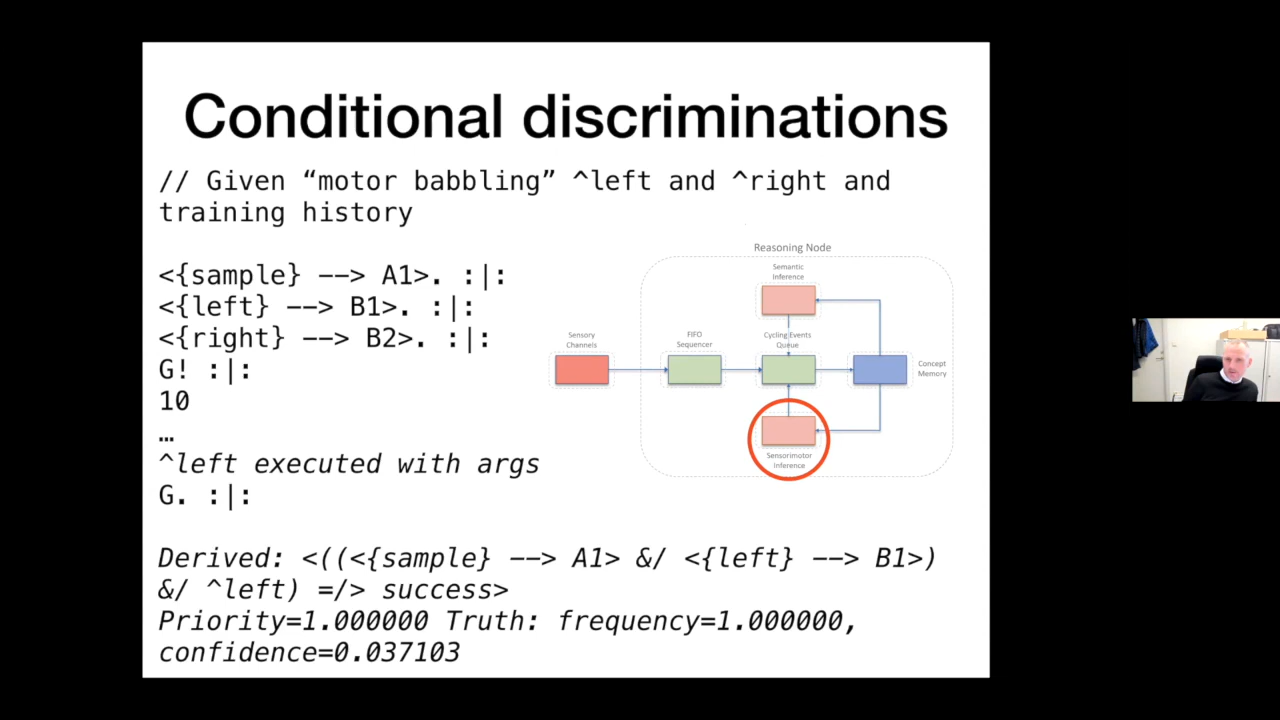 Conditional discriminations
// Given “motor babbling” ^left and ^right and
training history
<{sample} --> A1>. :|:
<{left} --> B1>. :|:
<{right} --> B2>. :|:
G! :|:
10
…
^left executed with args
G. :|:
Derived: <((<{sample} --> A1> &/ <{left} --> B1>)
&/ ^left) =/> success>
Priority=1.000000 Truth: frequency=1.000000,
confidence=0.037103
Reasoning Node
Semantic
Inference
Sensory
Channels
FIFO
Sequencer
Cycling Events
Queue
Concept
Memory
Sensorimotor
Inference